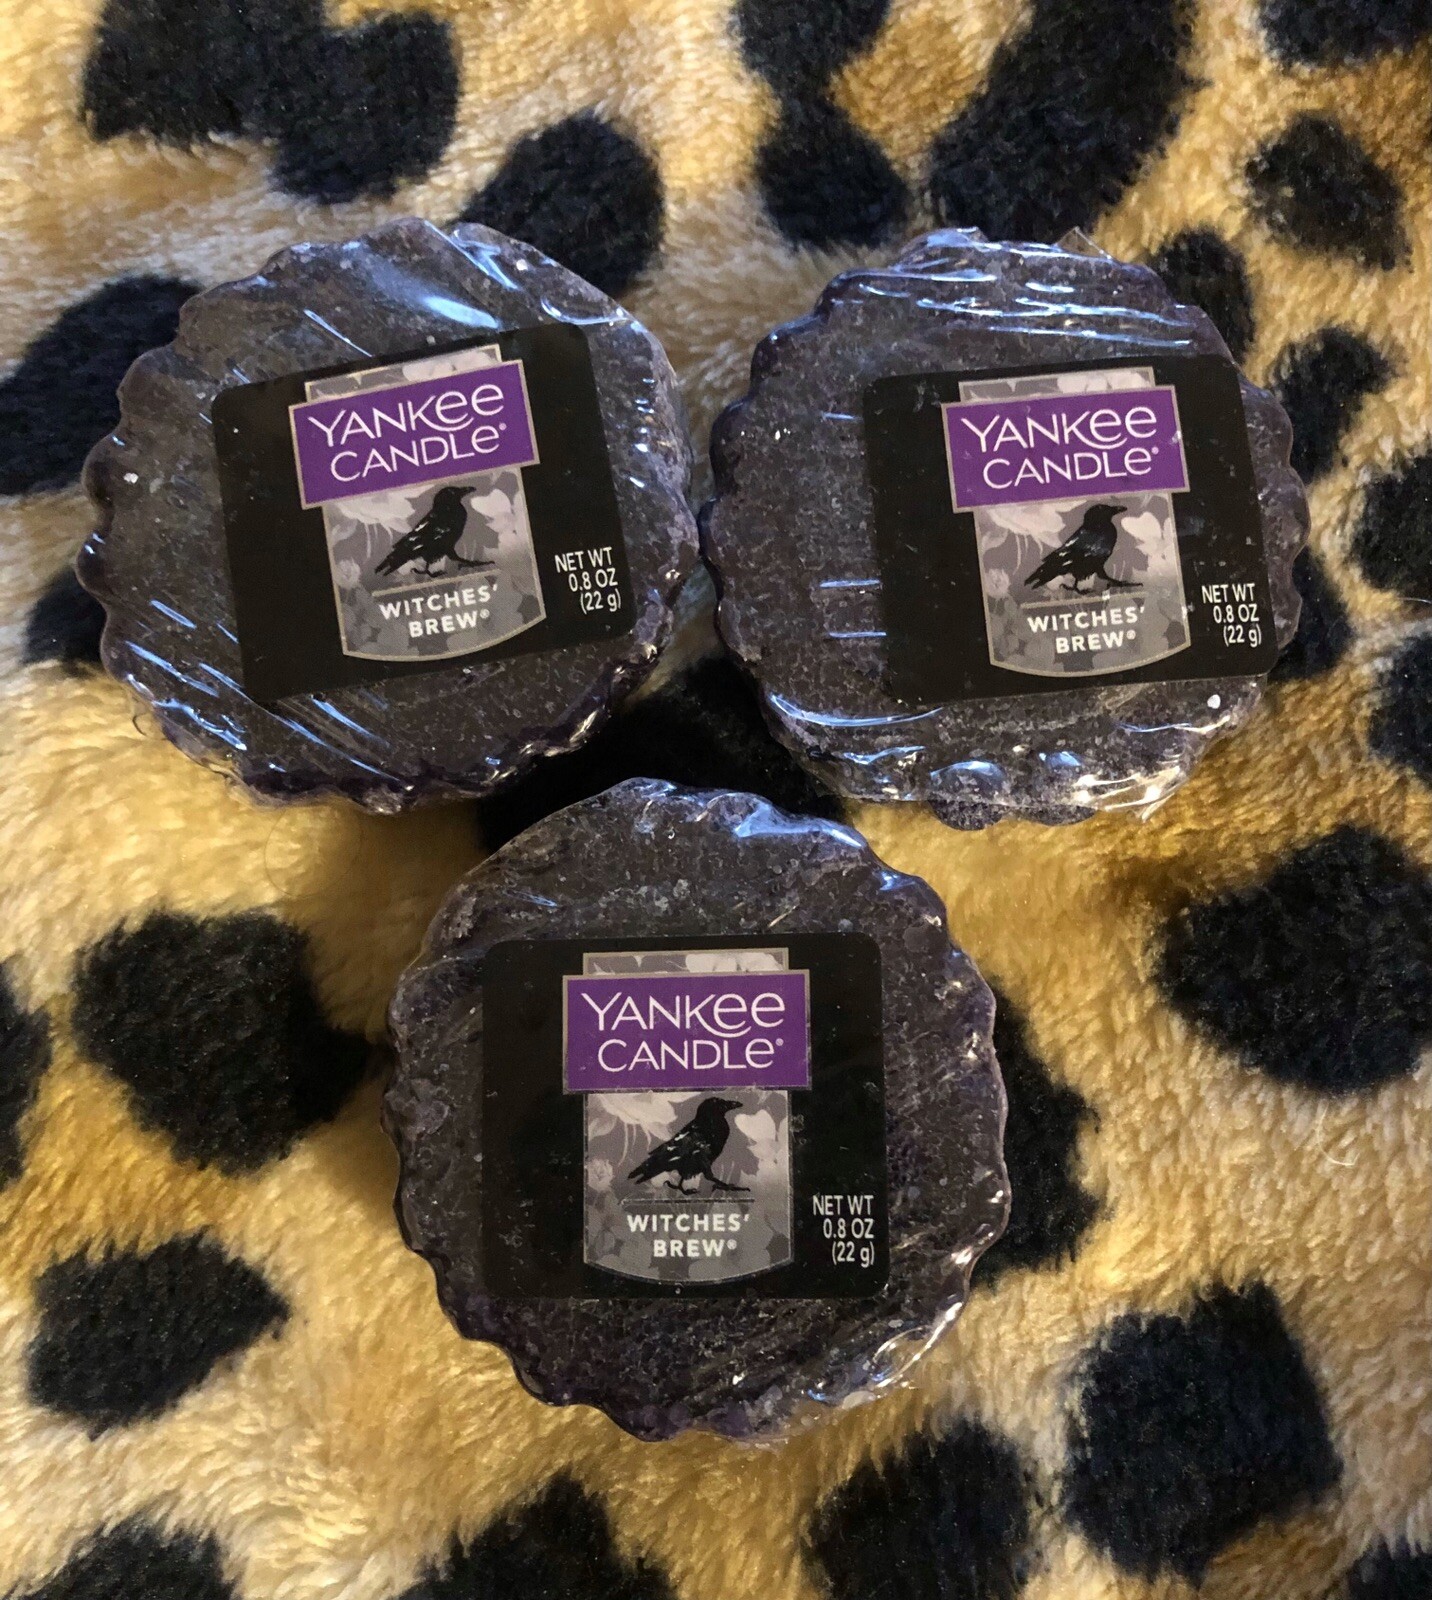 YANKEE
CANDLE®
WITCHES'
BREW®
NET WT
0.8 OZ
(22 g)
YANKEE
CANDLE®
WITCHES'
BREW®
NET WT
0.8 OZ
(22 g)
YANKEE
CANDLE®
WITCHES'
BREW®
NET WT
0.8 OZ
(22 g)